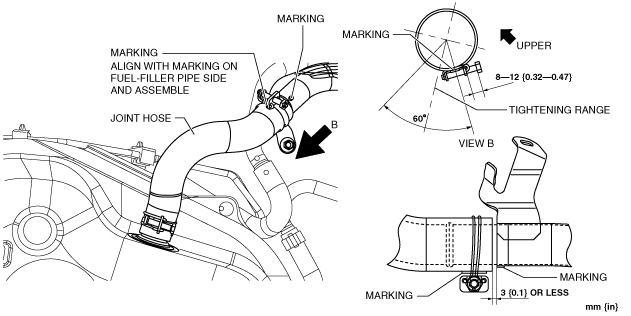 MARKING
MARKING
ALIGN WITH MARKING ON
FUEL-FILLER PIPE SIDE
AND ASSEMBLE
JOINT HOSE
B
MARKING
UPPER
8—12 {0.32—0.47}
TIGHTENING RANGE
60°
VIEW B
MARKING
MARKING
3 {0.1} OR LESS
mm {in}